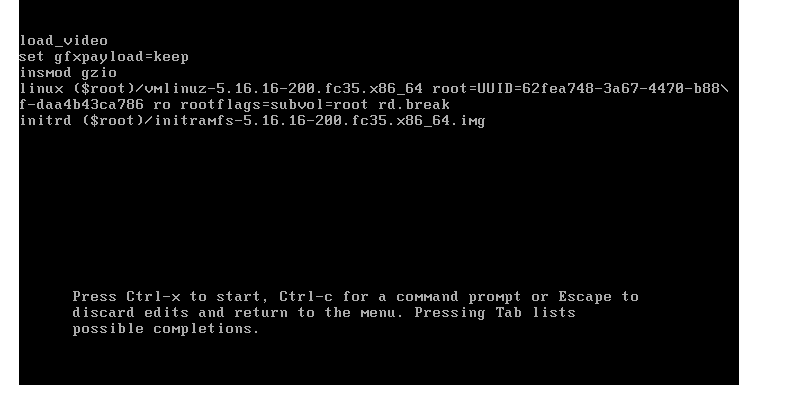 load_video
set gfxpayload=keep
insmod gzio
linux ($root)/vmlinuz-5.16.16-200.fc35.x86_64 root=UUID=62fea748-3a67-4470-b88\
f-daa4b43ca786 ro rootflags=subvol=root rd.break
initrd ($root)/initramfs-5.16.16-200.fc35.x86_64.img
Press Ctrl-x to start, Ctrl-c for a command prompt or Escape to
discard edits and return to the menu. Pressing Tab lists
possible completions.